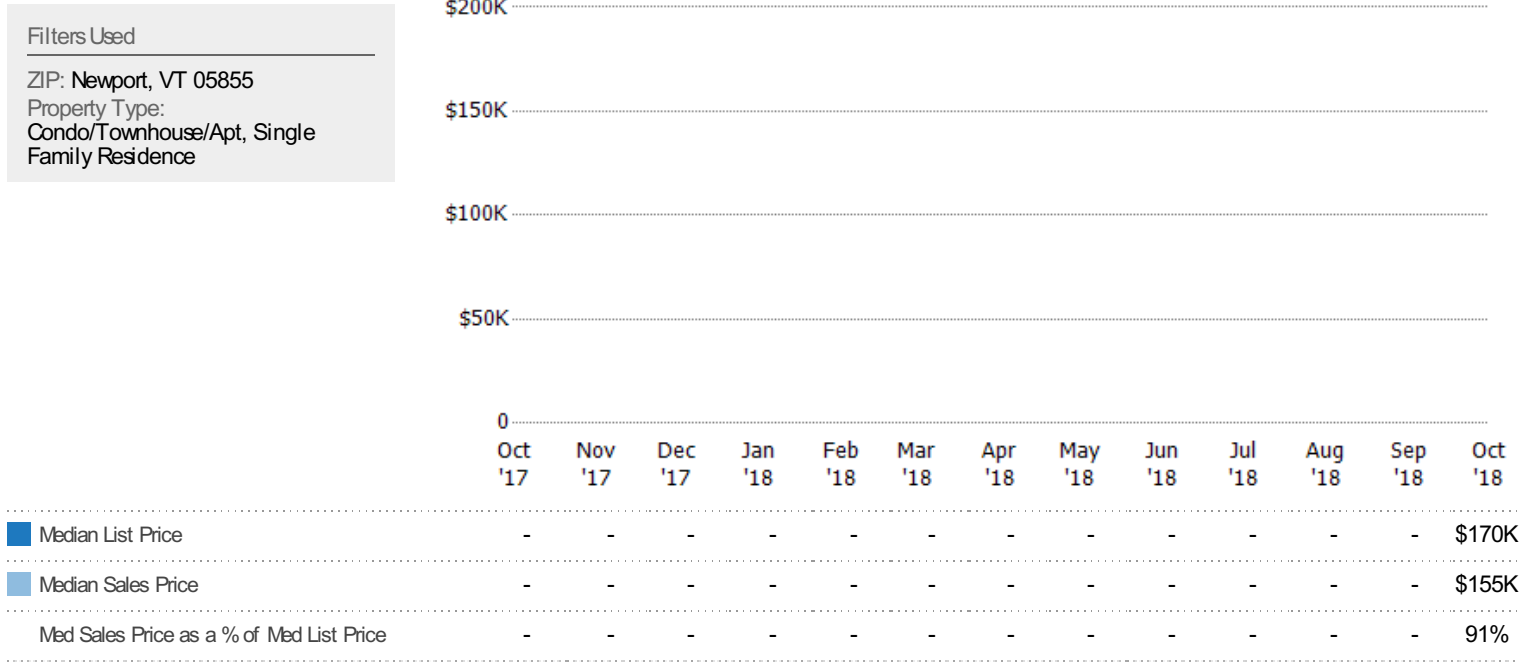 Filters Used
ZIP: Newport, VT 05855
Property Type:
Condo/Townhouse/Apt, Single
Family Residence
$200K
$150K
$100K
$50K
0
Oct Nov Dec Jan Feb Mar Apr May Jun Jul Aug Sep Oct
'17 '17 '17 '18 '18 '18 '18 '18 '18 '18 '18 '18 '18
Median List Price - - - - - - - - - - - - $170K
Median Sales Price - - - - - - - - - - - - $155K
Med Sales Price as a % of Med List Price - - - - - - - - - - - - 91%